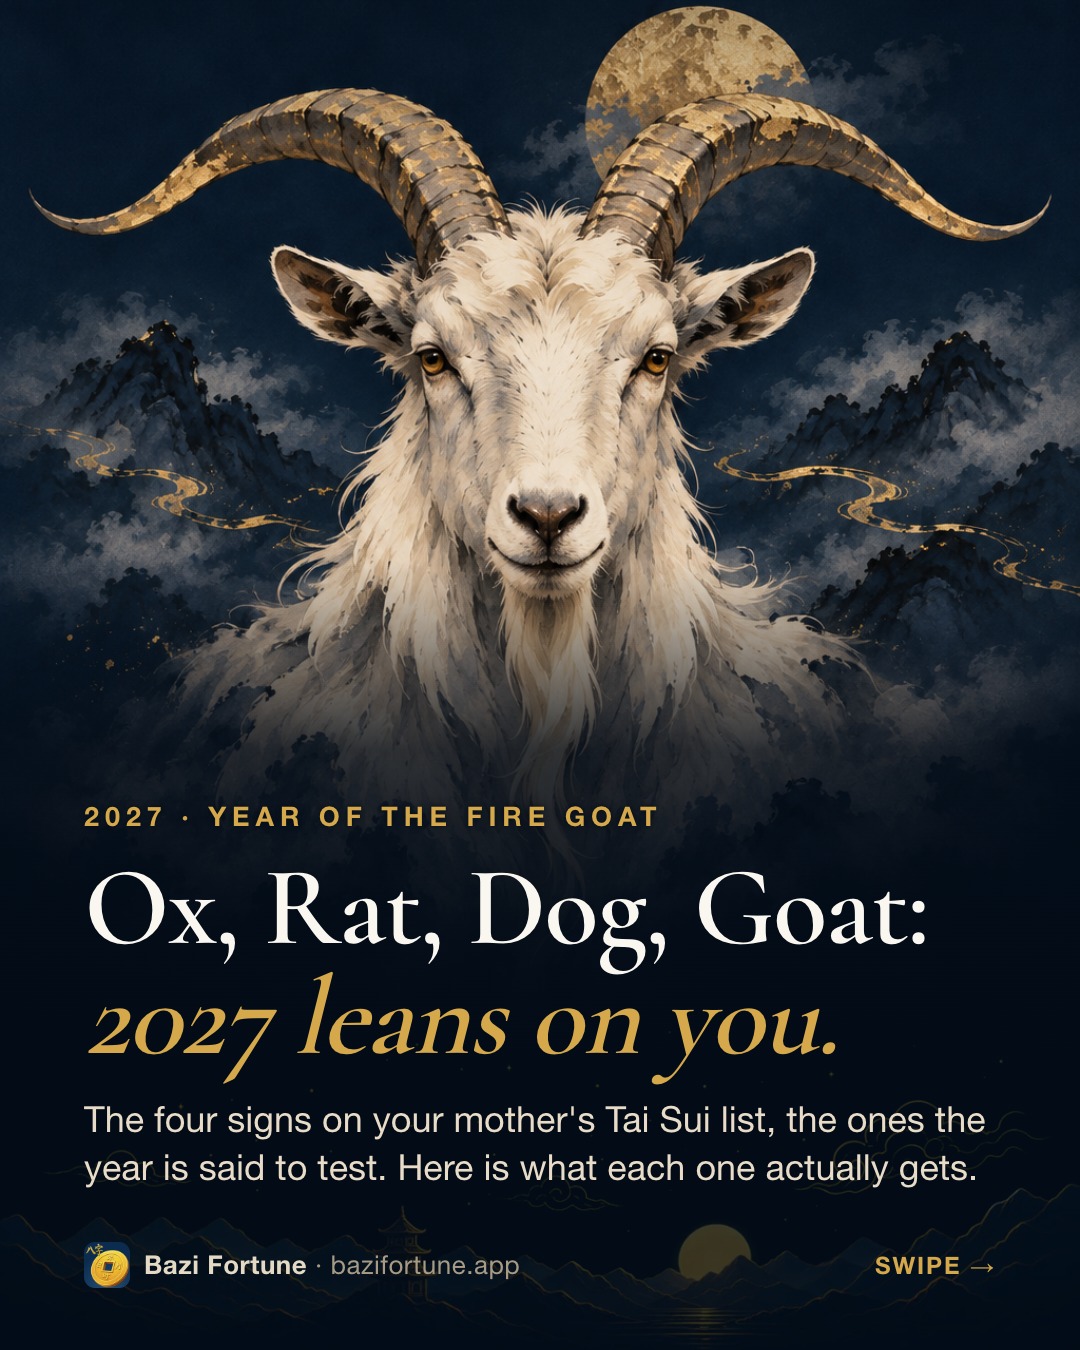 2027 · YEAR OF THE FIRE GOAT
Ox, Rat, Dog, Goat:
2027 leans on you.
The four signs on your mother's Tai Sui list, the ones the
year is said to test. Here is what each one actually gets.
八字
Bazi Fortune · bazifortune.app
SWIPE →